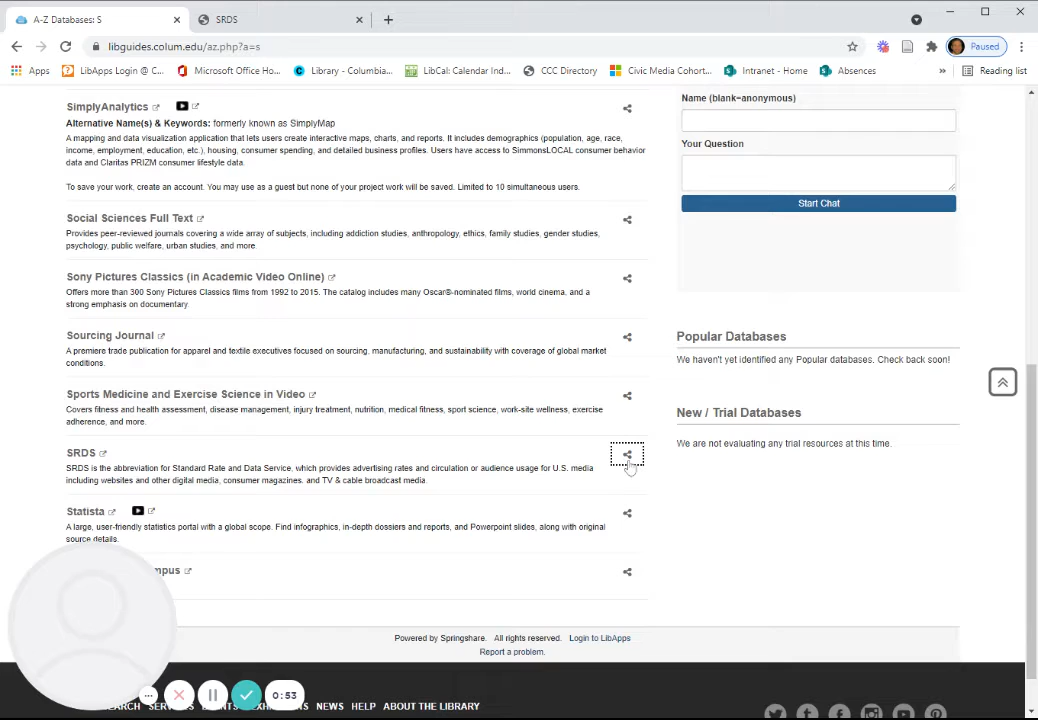 A-Z Databases: S
SRDS
libguides.colum.edu/az.php?a=s
Paused
Apps
LibApps Login @ C...
Microsoft Office Ho...
Library - Columbia...
LibCal: Calendar Ind...
CCC Directory
Civic Media Cohort...
Intranet - Home
Absences
Reading list
SimplyAnalytics
Alternative Name(s) & Keywords: formerly known as SimplyMap
A mapping and data visualization application that lets users create interactive maps, charts, and reports. It includes demographics (population, age, race,
income, employment, education, etc.), housing, consumer spending, and detailed business profiles. Users have access to SimmonsLOCAL consumer behavior
data and Claritas PRIZM consumer lifestyle data.
To save your work, create an account. You may use as a guest but none of your project work will be saved. Limited to 10 simultaneous users.
Social Sciences Full Text
Provides peer-reviewed journals covering a wide array of subjects, including addiction studies, anthropology, ethics, family studies, gender studies,
psychology, public welfare, urban studies, and more.
Sony Pictures Classics (in Academic Video Online)
Offers more than 300 Sony Pictures Classics films from 1992 to 2015. The catalog includes many Oscar®-nominated films, world cinema, and a
strong emphasis on documentary.
Sourcing Journal
A premiere trade publication for apparel and textile executives focused on sourcing, manufacturing, and sustainability with coverage of global market
conditions.
Sports Medicine and Exercise Science in Video
Covers fitness and health assessment, disease management, injury treatment, nutrition, medical fitness, sport science, work-site wellness, exercise
adherence, and more.
SRDS
SRDS is the abbreviation for Standard Rate and Data Service, which provides advertising rates and circulation or audience usage for U.S. media
including websites and other digital media, consumer magazines, and TV & cable broadcast media.
Statista
A large, user-friendly statistics portal with a global scope. Find infographics, in-depth dossiers and reports, and Powerpoint slides, along with original
source details.
mpus
Name (blank=anonymous)
Your Question
Start Chat
Popular Databases
We haven't yet identified any Popular databases. Check back soon!
New / Trial Databases
We are not evaluating any trial resources at this time.
Powered by Springshare. All rights reserved. Login to LibApps
Report a problem.
0:53
NEWS HELP ABOUT THE LIBRARY